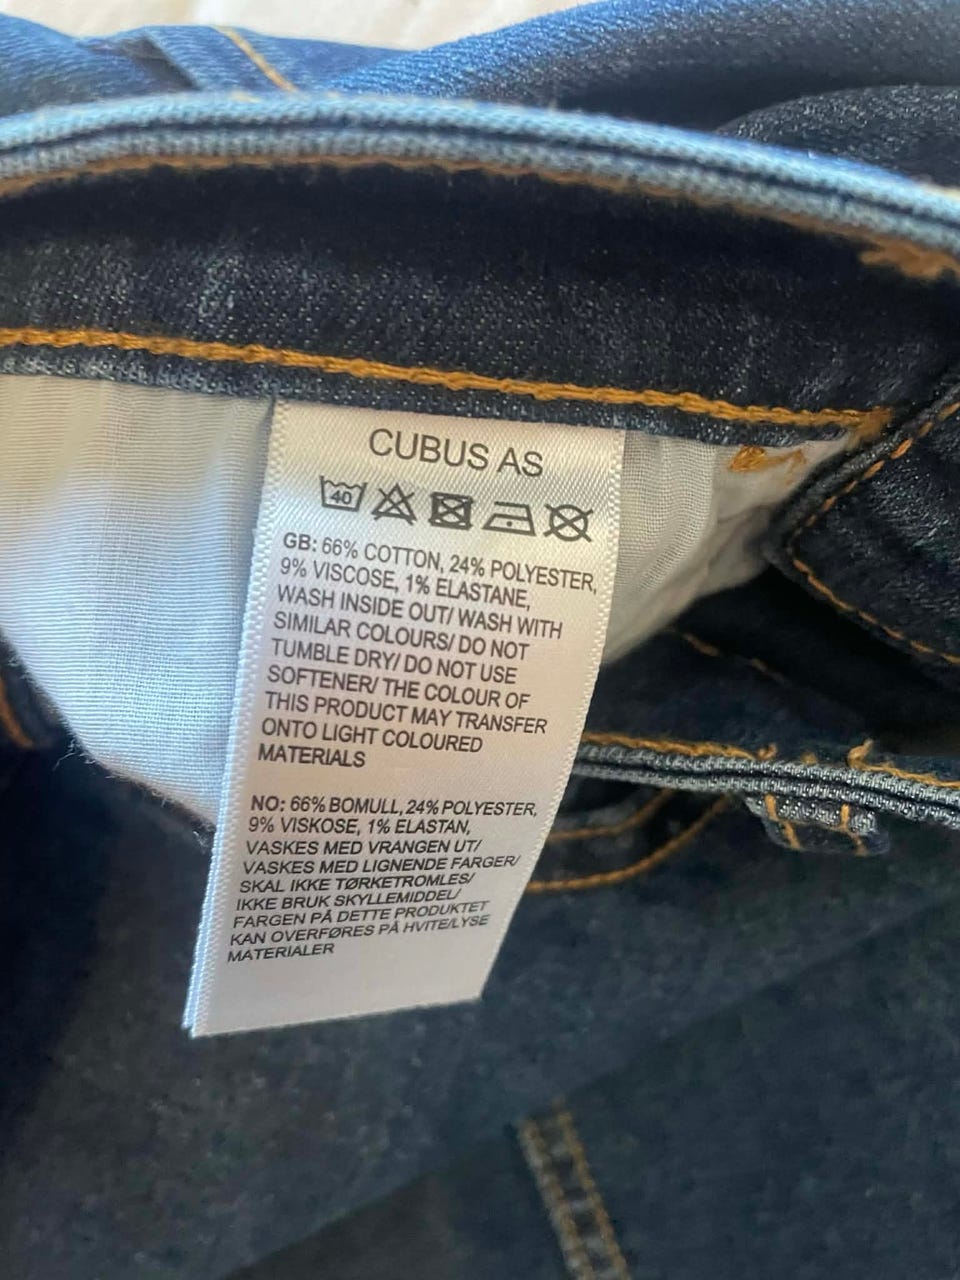 CUBUS AS
40
GB: 66% COTTON, 24% POLYESTER,
9% VISCOSE, 1% ELASTANE,
WASH INSIDE OUT/ WASH WITH
SIMILAR COLOURS/ DO NOT
TUMBLE DRY/ DO NOT USE
SOFTENER/ THE COLOUR OF
THIS PRODUCT MAY TRANSFER
ONTO LIGHT COLOURED
MATERIALS
NO: 66% BOMULL, 24% POLYESTER,
9% VISKOSE, 1% ELASTAN,
VASKES MED VRANGEN UT/
VASKES MED LIGNENDE FARGER/
SKAL IKKE TØRKETROMLES/
IKKE BRUK SKYLLEMIDDEL/
FARGEN PÅ DETTE PRODUKTET
KAN OVERFØRES PÅ HVITE/LYSE
MATERIALER